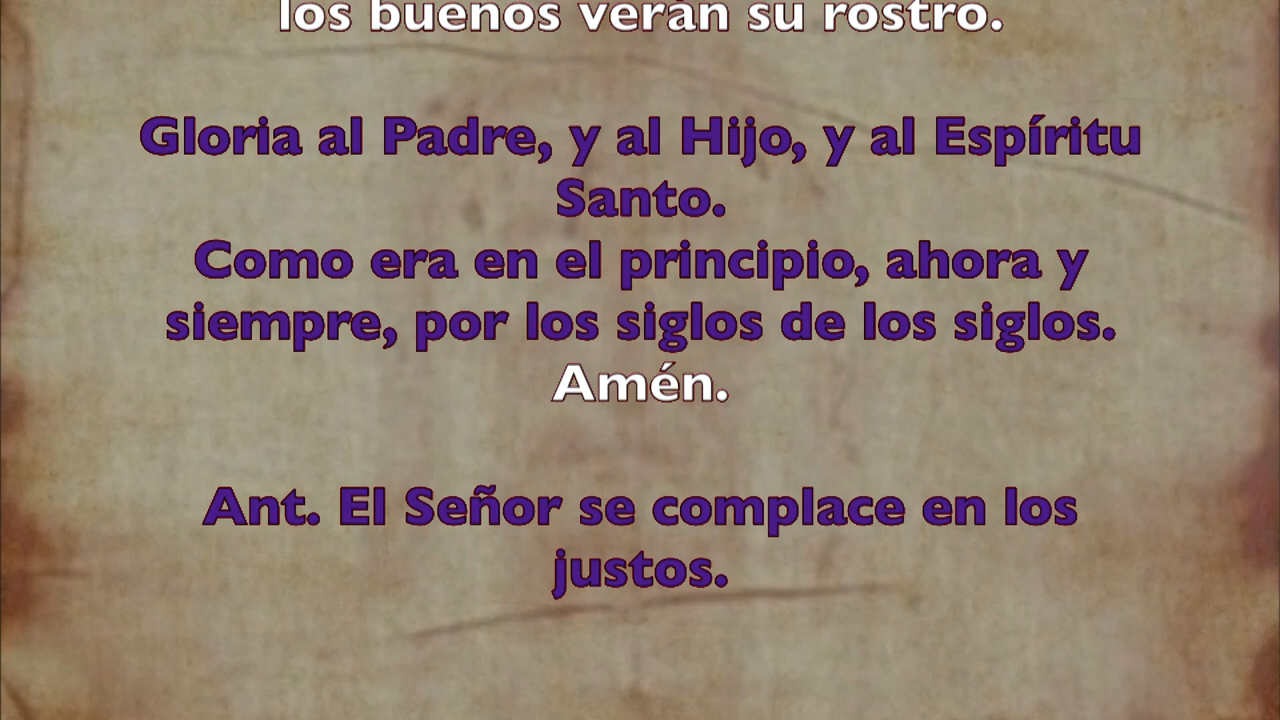 los buenos verán su rostro.
Gloria al Padre, y al Hijo, y al Espíritu
Santo.
Como era en el principio, ahora y
siempre, por los siglos de los siglos.
Amén.
Ant. El Señor se complace en los
justos.